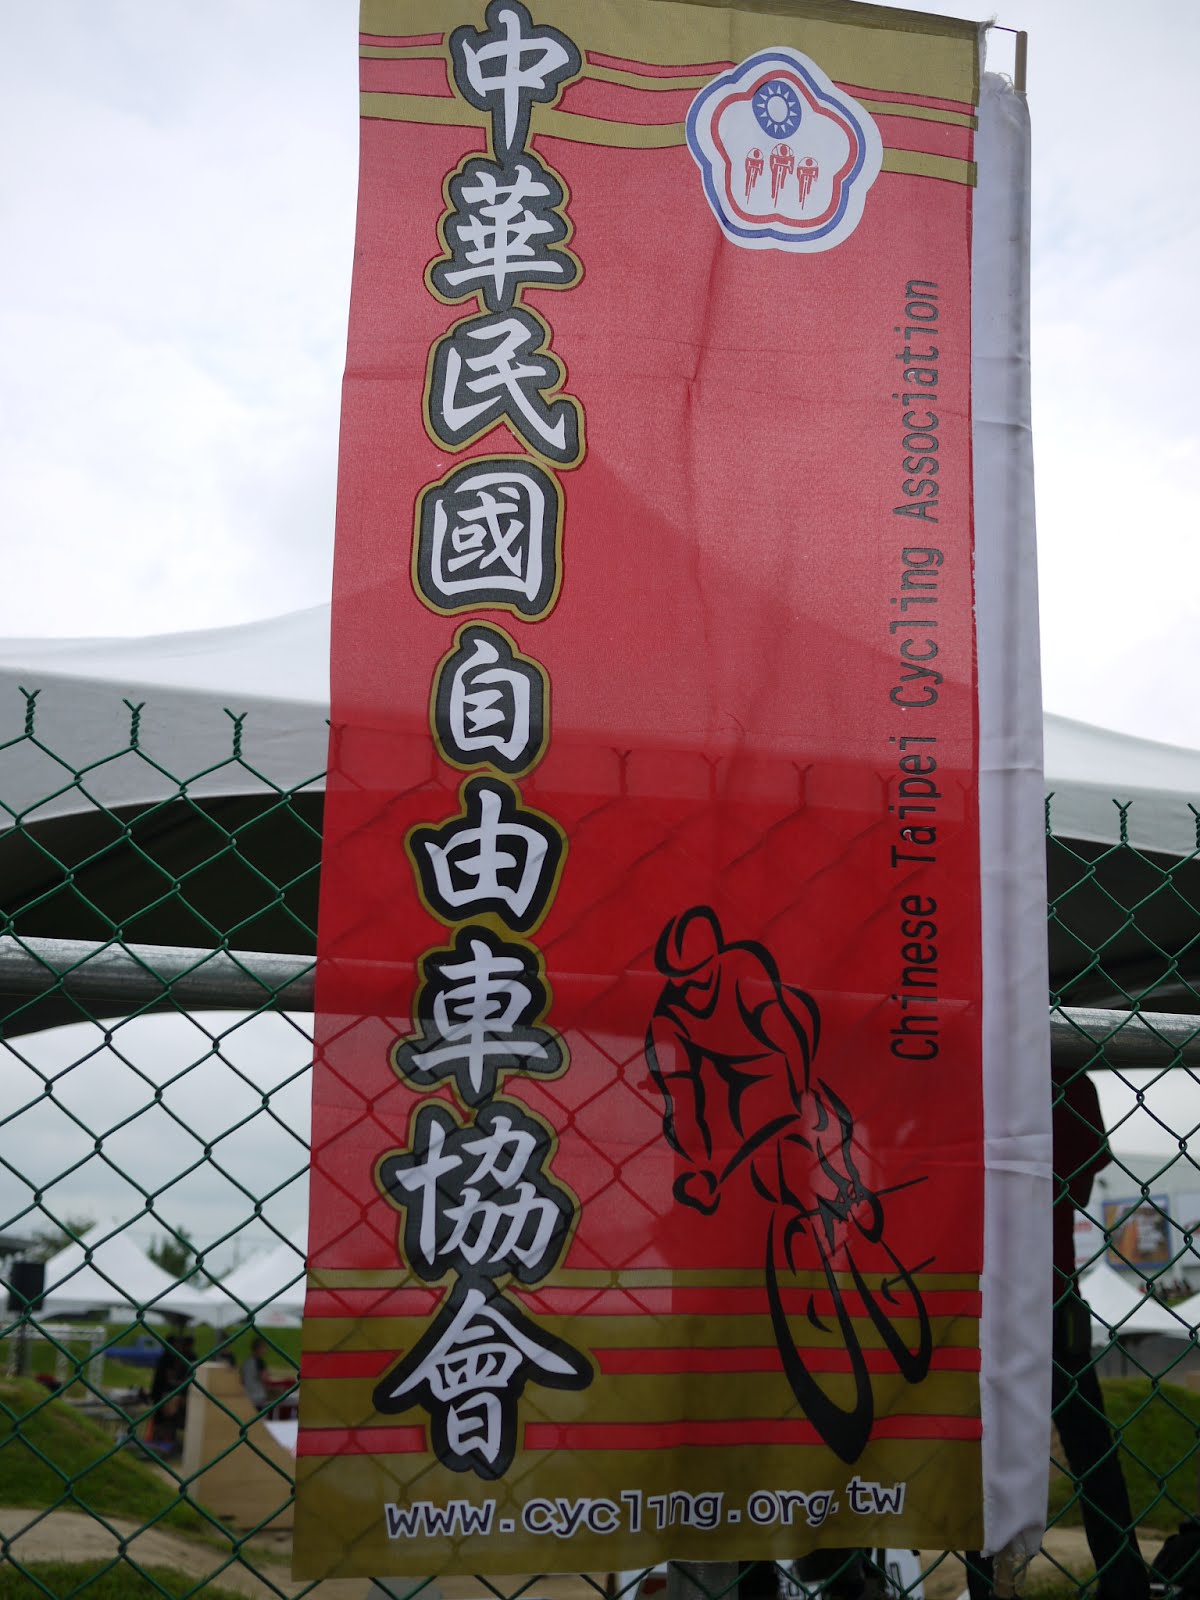 中華民國自由車協會
Chinese Taipei Cycling Association
www.cycling.org.tw